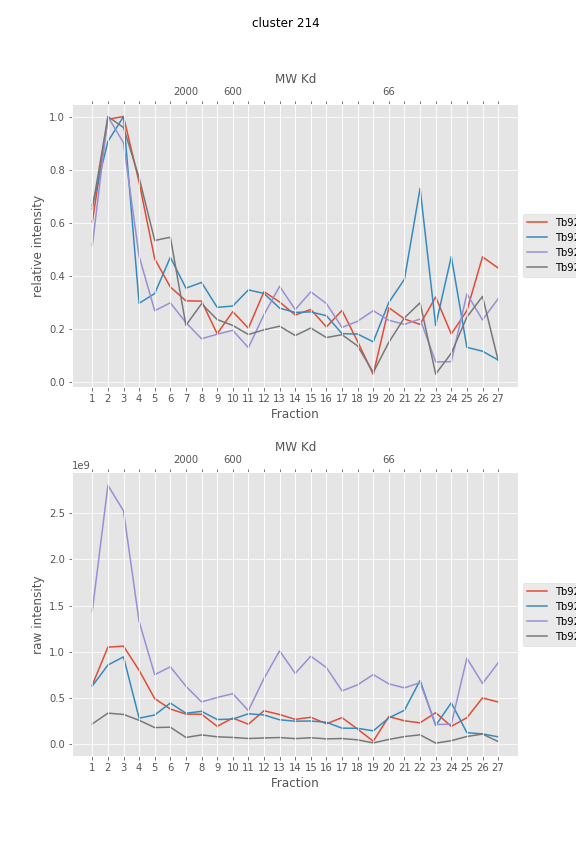 cluster 214
MW Kd
2000 600 66
1.0
0.8
0.6
0.4
0.2
0.0
relative intensity
Tb92
Tb92
Tb92
Tb92
1 2 3 4 5 6 7 8 9 10 11 12 13 14 15 16 17 18 19 20 21 22 23 24 25 26 27
Fraction
MW Kd
2000 600 66
1e9
2.5
2.0
1.5
1.0
0.5
0.0
raw intensity
Tb92
Tb92
Tb92
Tb92
1 2 3 4 5 6 7 8 9 10 11 12 13 14 15 16 17 18 19 20 21 22 23 24 25 26 27
Fraction